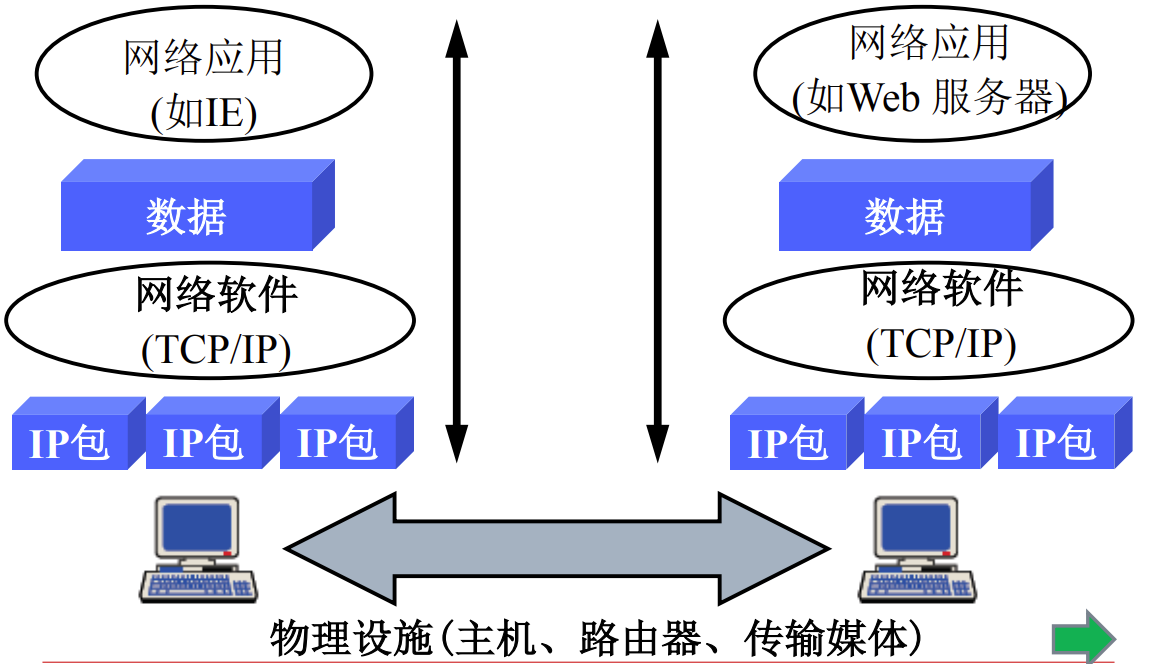 网络应用
(如IE)
数据
网络软件
(TCP/IP)
IP包 IP包 IP包
网络应用
(如Web 服务器)
数据
网络软件
(TCP/IP)
IP包 IP包 IP包
物理设施(主机、路由器、传输媒体)